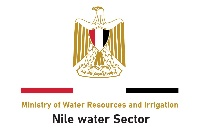 Ministry of Water Resources and Irrigation
Nile water Sector